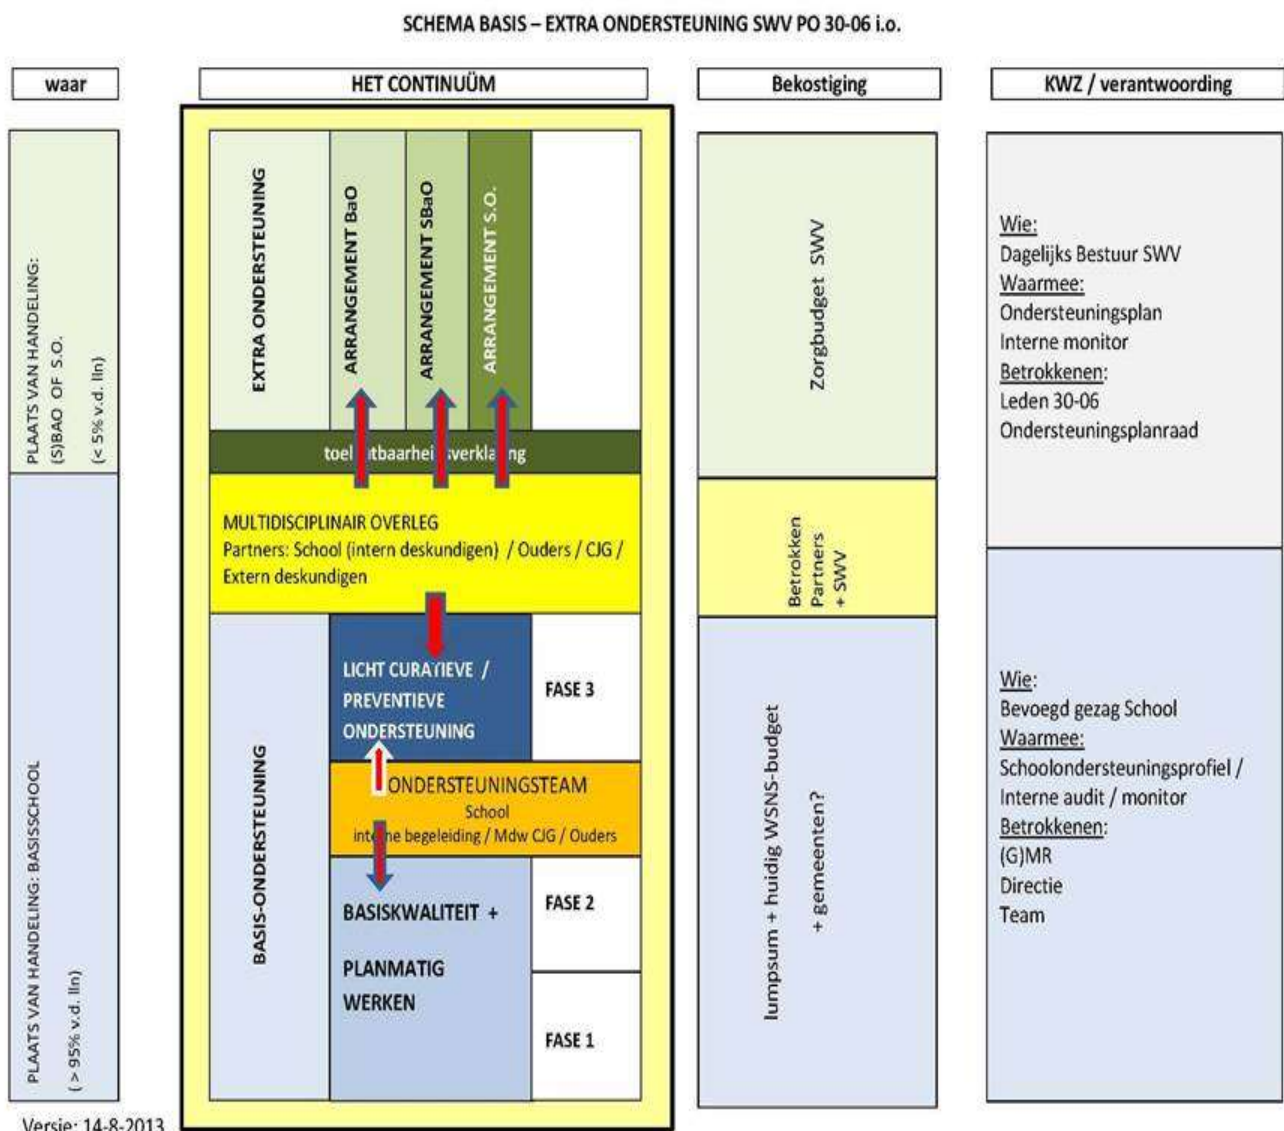 SCHEMA BASIS – EXTRA ONDERSTEUNING SWV PO 30-06 i.o.
waar
HET CONTINUÜM
Bekostiging
KWZ / verantwoording
PLAATS VAN HANDELING:
(S)BAO OF S.O.
(< 5% v.d. lln)
EXTRA ONDERSTEUNING
ARRANGEMENT BaO
ARRANGEMENT SBaO
ARRANGEMENT S.O.
toelaatbaarheidsverklaring
MULTIDISCIPLINAIR OVERLEG
Partners: School (intern deskundigen) / Ouders / CJG /
Extern deskundigen
PLAATS VAN HANDELING: BASISSCHOOL
( > 95% v.d. lln)
BASIS-ONDERSTEUNING
LICHT CURATIEVE /
PREVENTIEVE
ONDERSTEUNING
FASE 3
ONDERSTEUNINGSTEAM
School
interne begeleiding / Mdw CJG / Ouders
BASISKWALITEIT +
PLANMATIG
WERKEN
FASE 2
FASE 1
Zorgbudget SWV
Betrokken
Partners
+ SWV
lumpsum + huidig WSNS-budget
+ gemeenten?
Wie:
Dagelijks Bestuur SWV
Waarmee:
Ondersteuningsplan
Interne monitor
Betrokkenen:
Leden 30-06
Ondersteuningsplanraad
Wie:
Bevoegd gezag School
Waarmee:
Schoolondersteuningsprofiel /
Interne audit / monitor
Betrokkenen:
(G)MR
Directie
Team
Versie: 14-8-2013